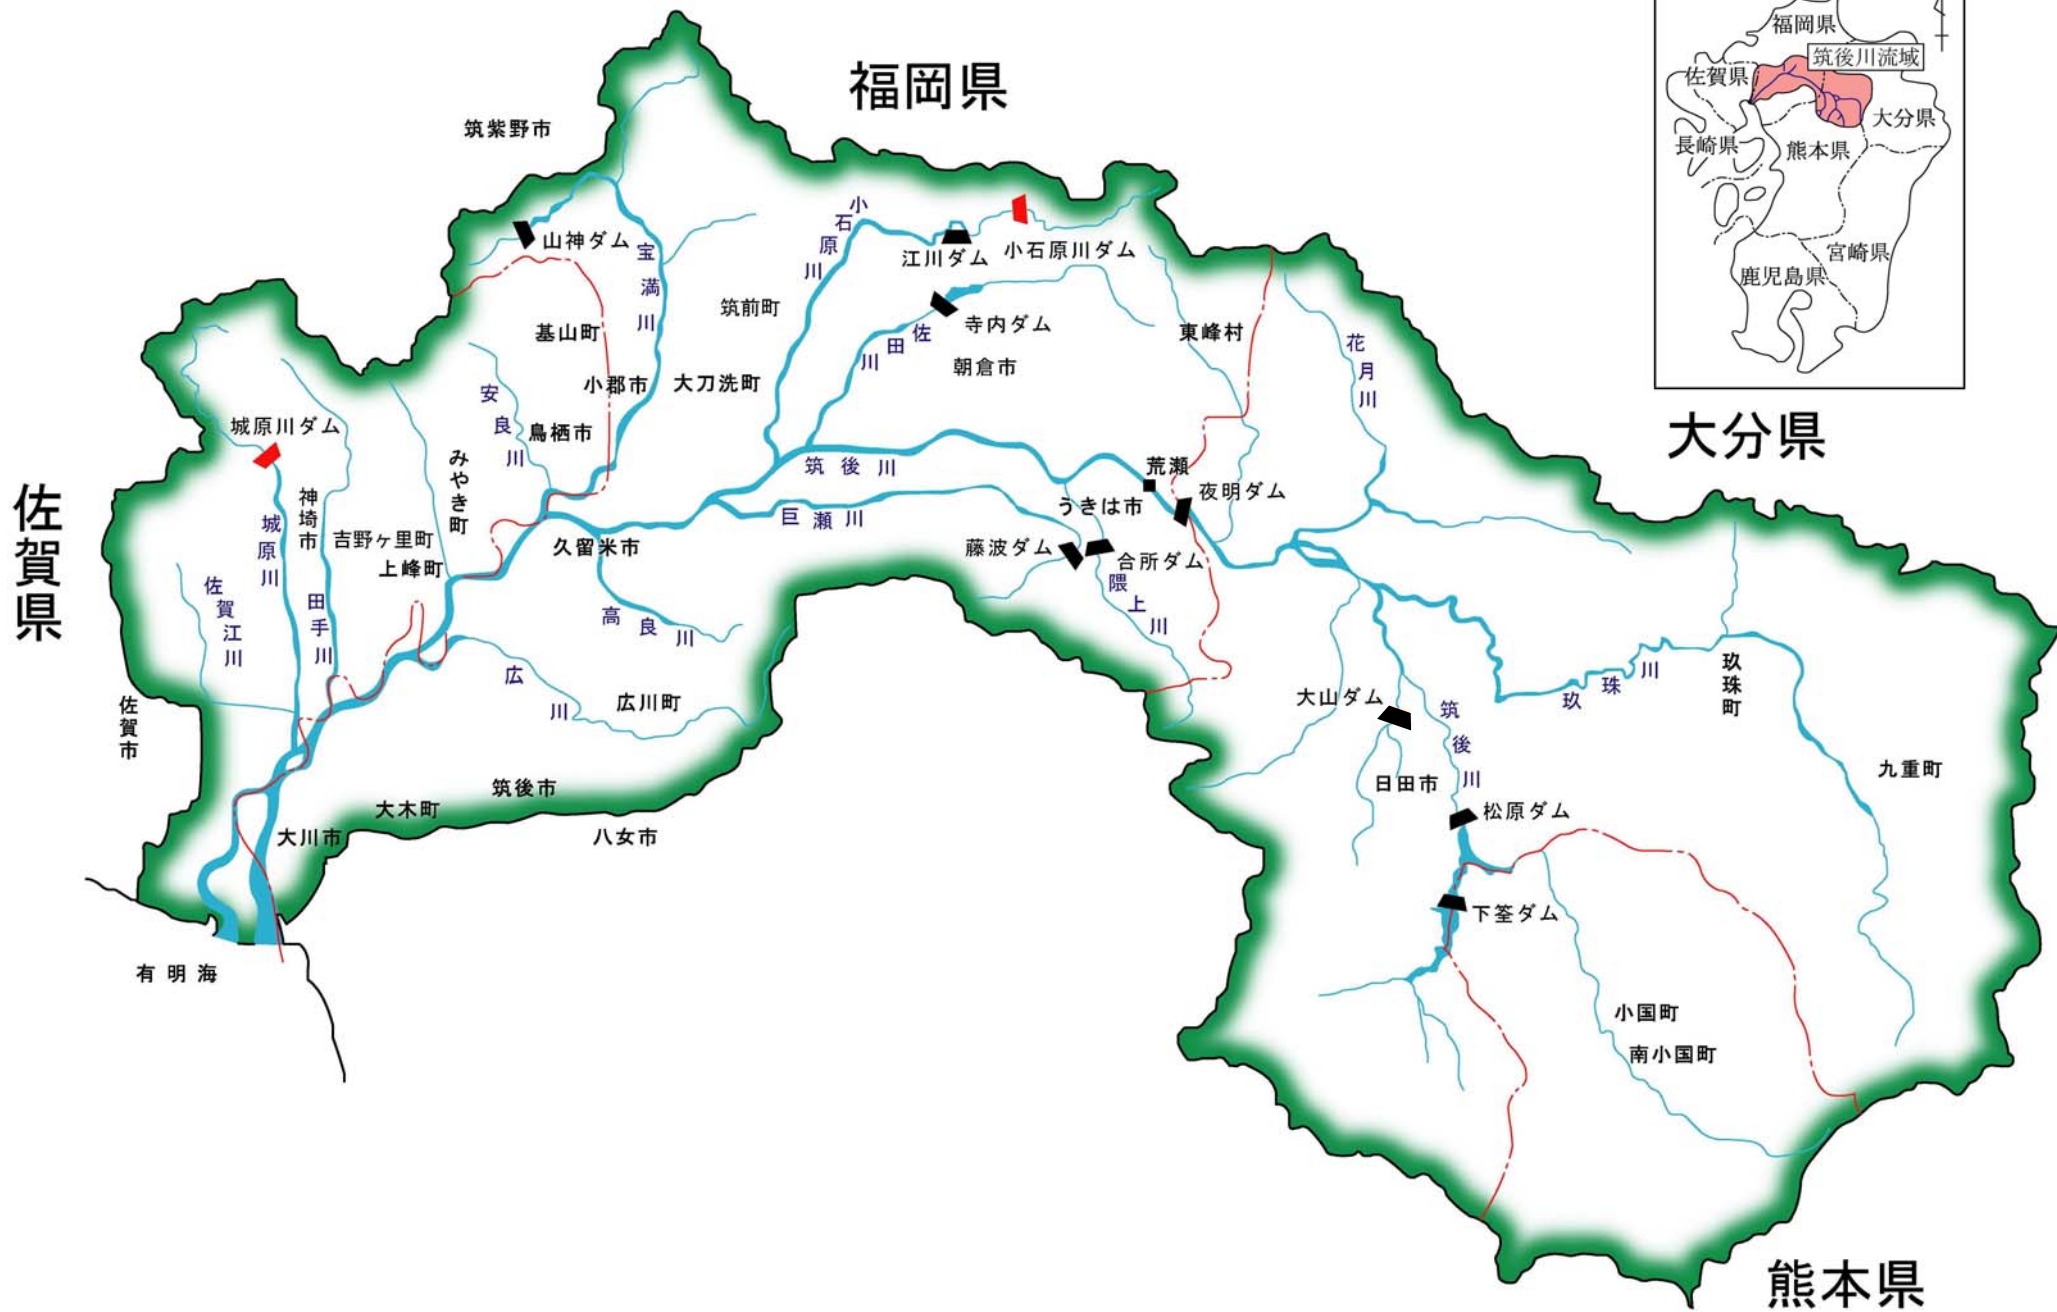 福岡県
佐賀県
大分県
熊本県
福岡県
筑後川流域
佐賀県
大分県
長崎県
熊本県
宮崎県
鹿児島県
筑紫野市
山神ダム
宝満川
小石原川
江川ダム
小石原川ダム
筑前町
寺内ダム
佐田川
朝倉市
東峰村
花月川
基山町
小郡市
大刀洗町
安良川
鳥栖市
城原川ダム
みやき町
神埼市
城原川
吉野ヶ里町
上峰町
田手川
佐賀江川
佐賀市
久留米市
筑後川
巨瀬川
荒瀬
うきは市
夜明ダム
藤波ダム
合所ダム
隈上川
高良川
広川
広川町
筑後市
大木町
大川市
八女市
有明海
大山ダム
筑後川
日田市
玖珠川
玖珠町
九重町
松原ダム
下筌ダム
小国町
南小国町